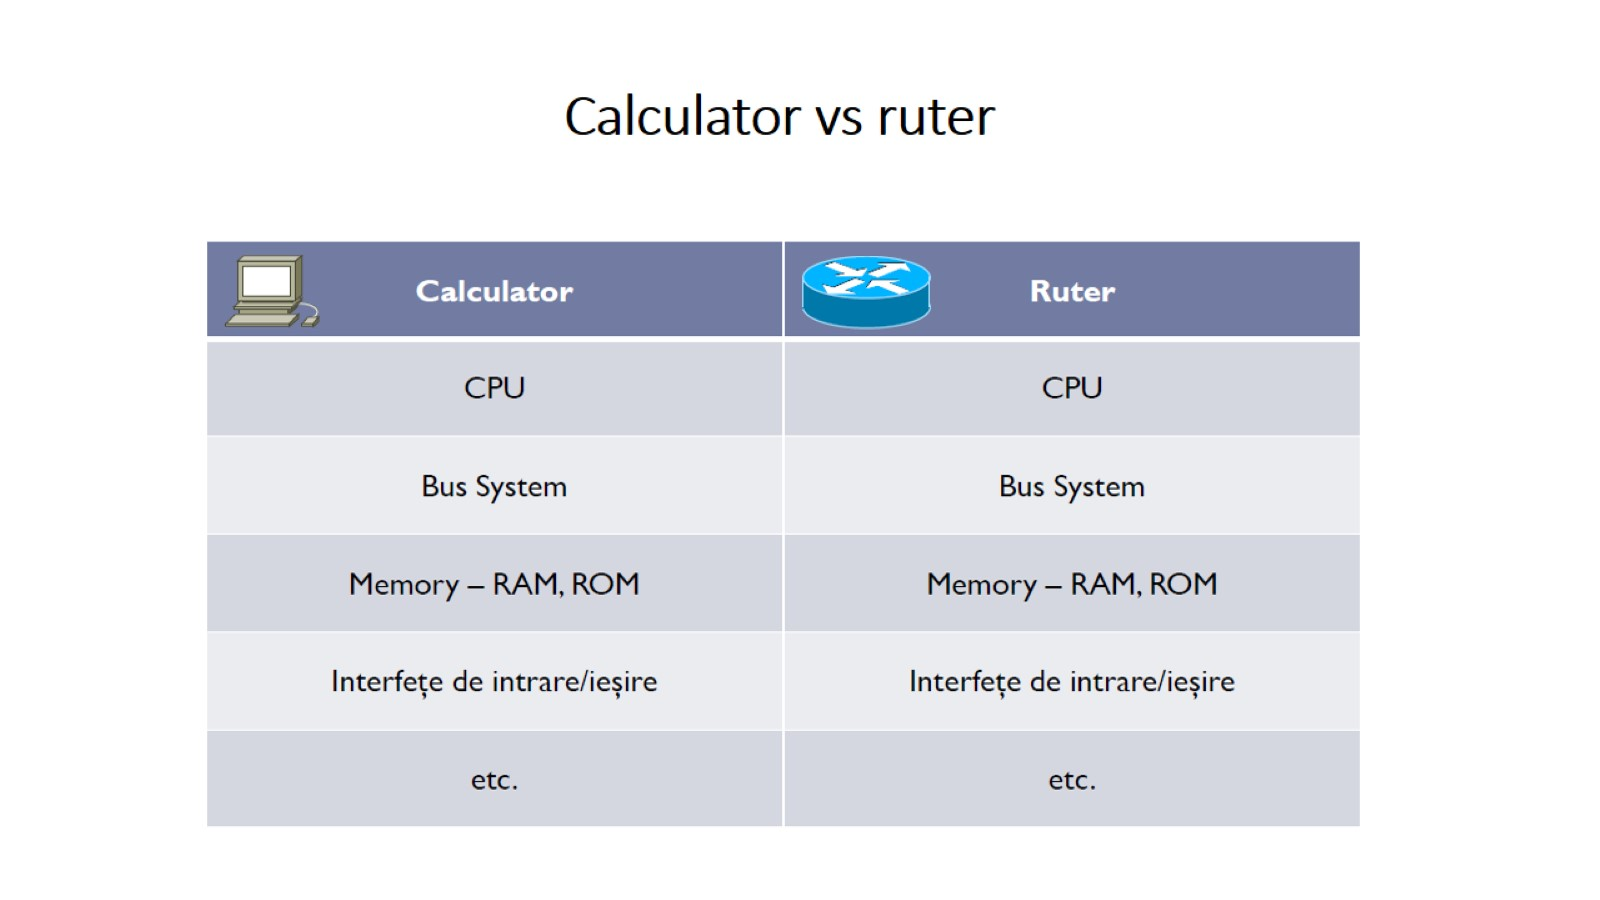 Calculator vs ruter
Calculator Ruter
CPU CPU
Bus System Bus System
Memory – RAM, ROM Memory – RAM, ROM
Interfețe de intrare/ieșire Interfețe de intrare/ieșire
etc. etc.